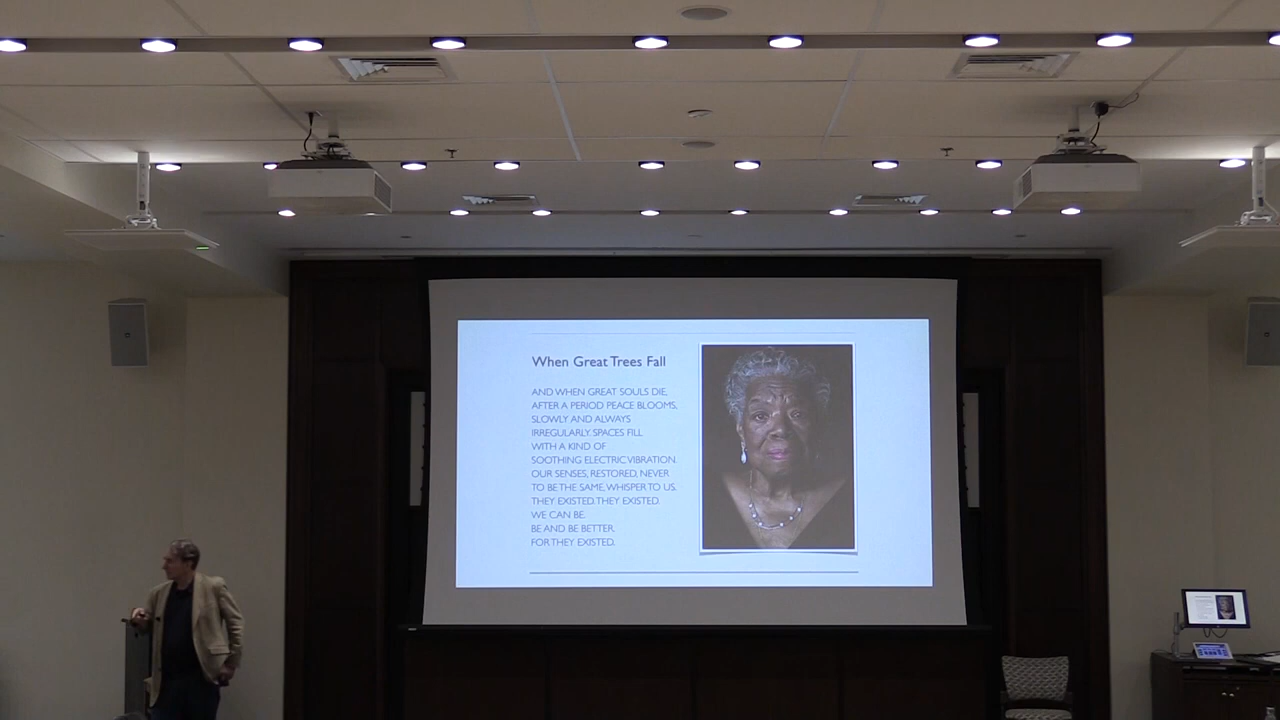 When Great Trees Fall
AND WHEN GREAT SOULS DIE,
AFTER A PERIOD PEACE BLOOMS,
SLOWLY AND ALWAYS
IRREGULARLY. SPACES FILL
WITH A KIND OF
SOOTHING ELECTRIC VIBRATION.
OUR SENSES, RESTORED, NEVER
TO BE THE SAME, WHISPER TO US.
THEY EXISTED. THEY EXISTED.
WE CAN BE.
BE AND BE BETTER.
FOR THEY EXISTED.